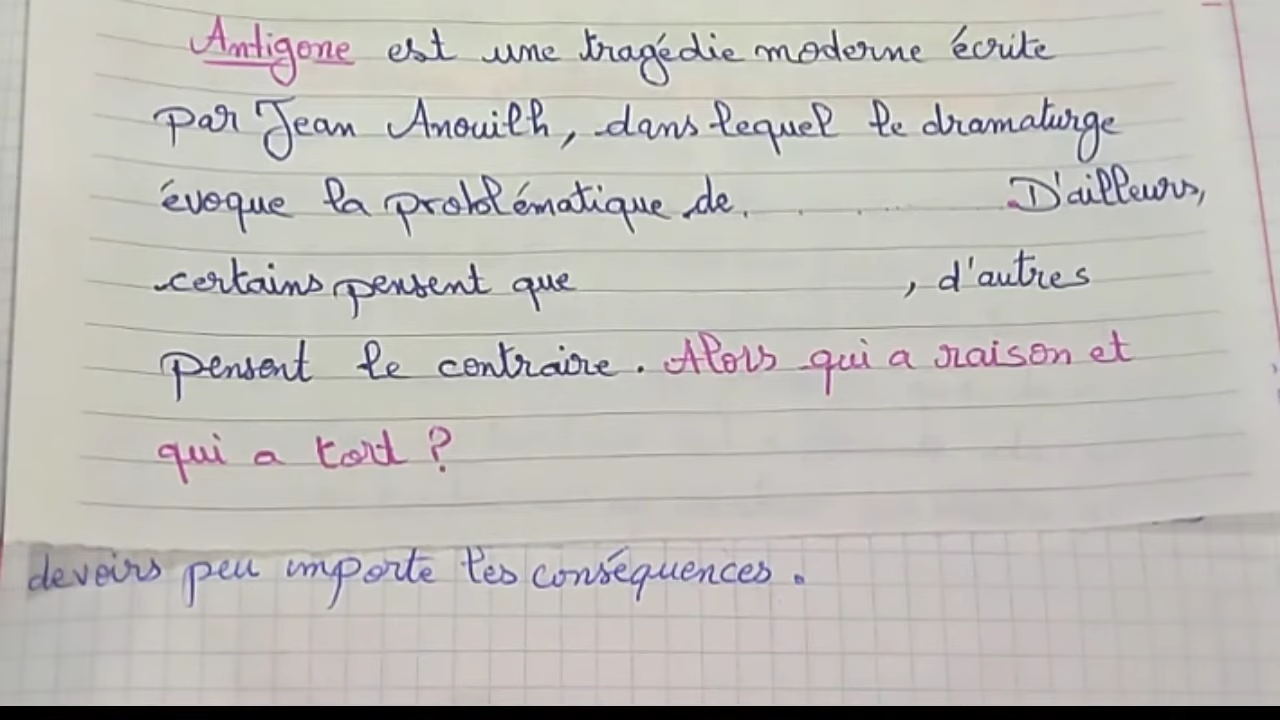 Antigone est une tragédie moderne écrite
par Jean Anouilh, dans lequel le dramaturge
évoque la problématique de. . . ... D'ailleurs,
certains pensent que , d'autres
pensent le contraire. Alors qui a raison et
qui a tort ?
devoirs peu importe les conséquences.